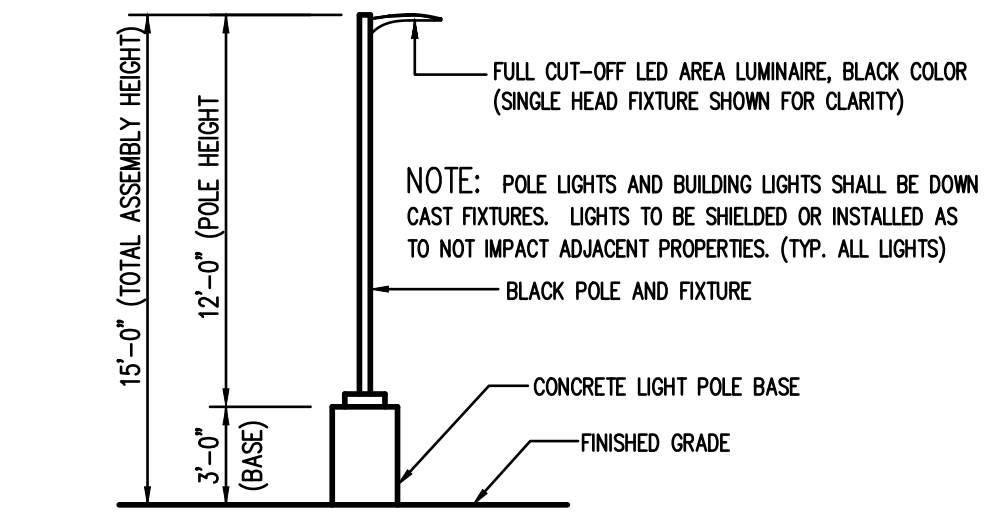 FULL CUT-OFF LED AREA LUMINAIRE, BLACK COLOR
(SINGLE HEAD FIXTURE SHOWN FOR CLARITY)
NOTE: POLE LIGHTS AND BUILDING LIGHTS SHALL BE DOWN
CAST FIXTURES. LIGHTS TO BE SHIELDED OR INSTALLED AS
TO NOT IMPACT ADJACENT PROPERTIES. (TYP. ALL LIGHTS)
BLACK POLE AND FIXTURE
CONCRETE LIGHT POLE BASE
FINISHED GRADE
15'-0" (TOTAL ASSEMBLY HEIGHT)
12'-0" (POLE HEIGHT
3'-0"
(BASE)